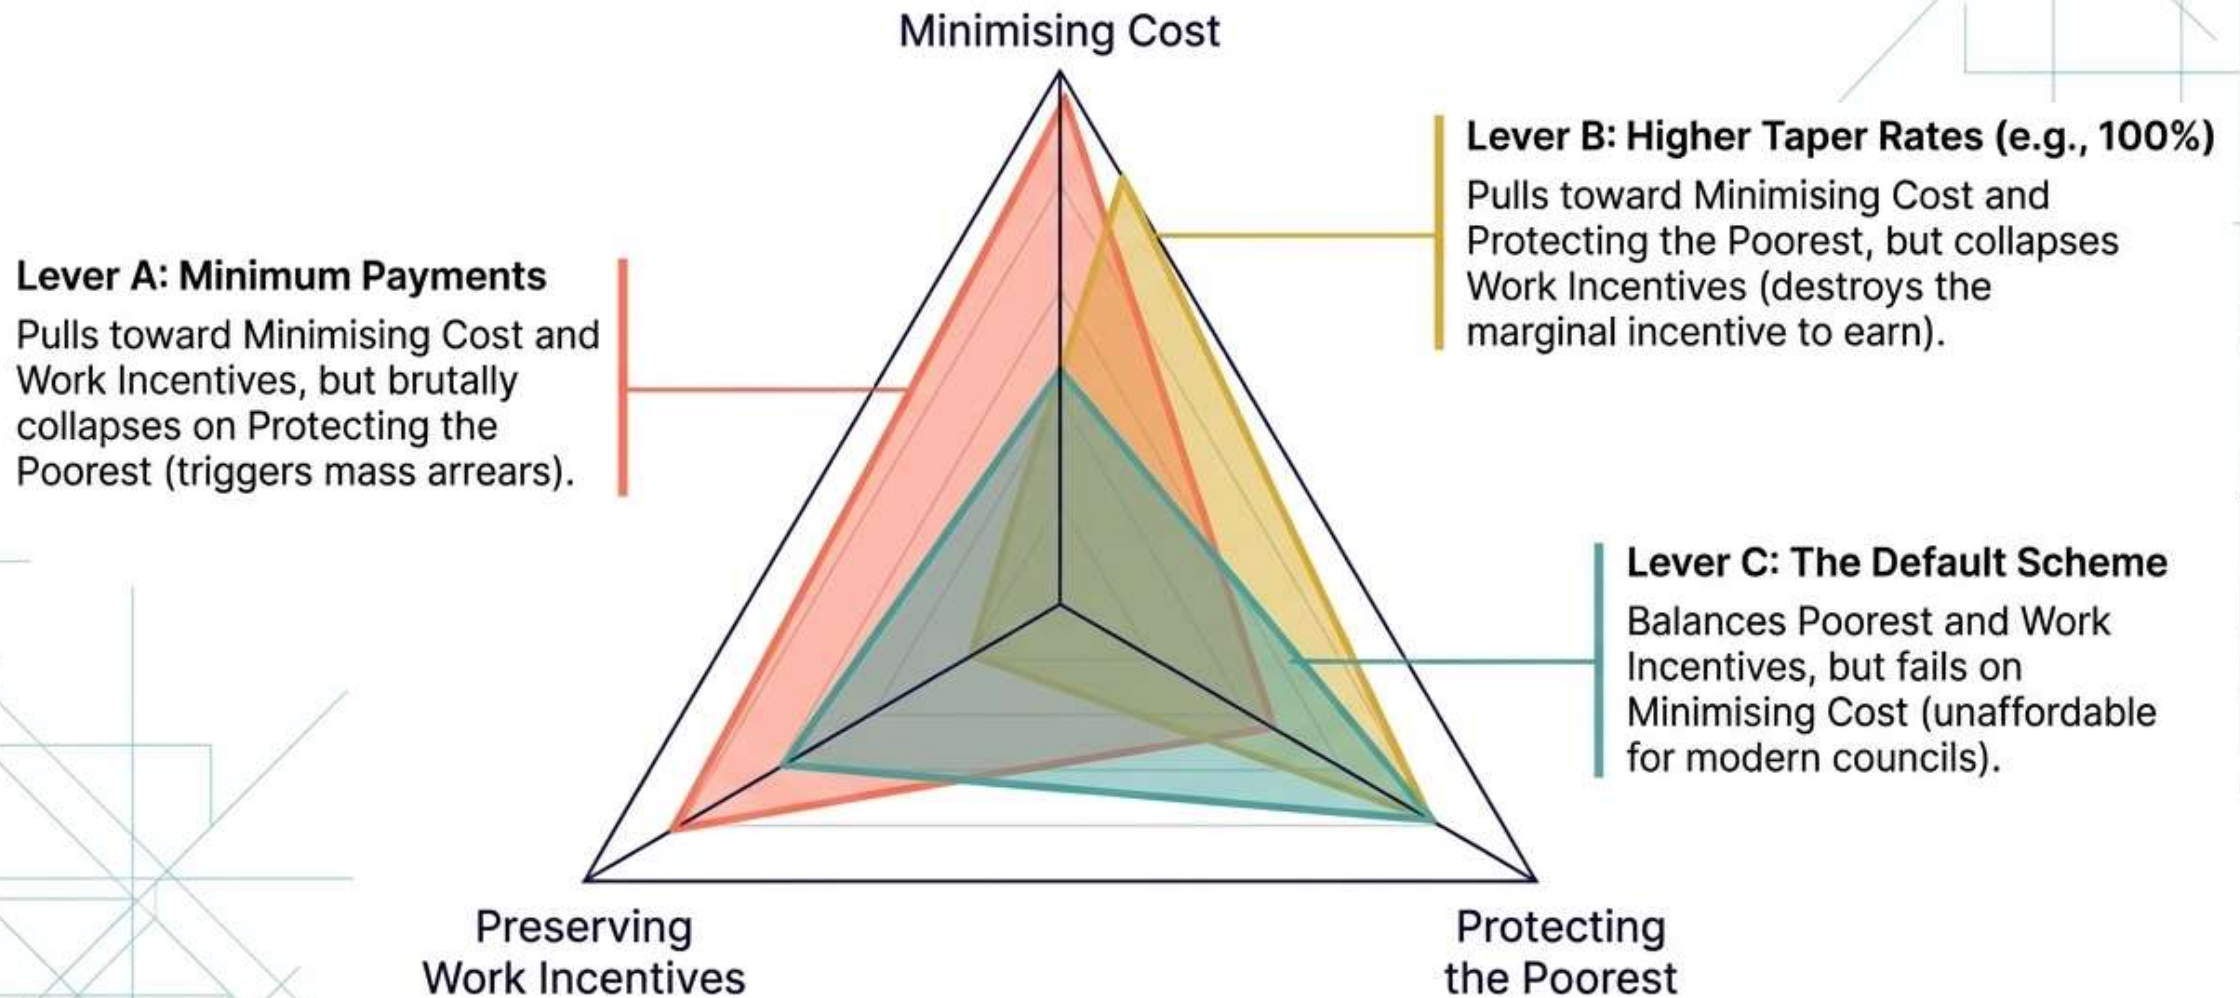 Minimising Cost
Lever A: Minimum Payments
Pulls toward Minimising Cost and
Work Incentives, but brutally
collapses on Protecting the
Poorest (triggers mass arrears).
Lever B: Higher Taper Rates (e.g., 100%)
Pulls toward Minimising Cost and
Protecting the Poorest, but collapses
Work Incentives (destroys the
marginal incentive to earn).
Lever C: The Default Scheme
Balances Poorest and Work
Incentives, but fails on
Minimising Cost (unaffordable
for modern councils).
Preserving
Work Incentives
Protecting
the Poorest